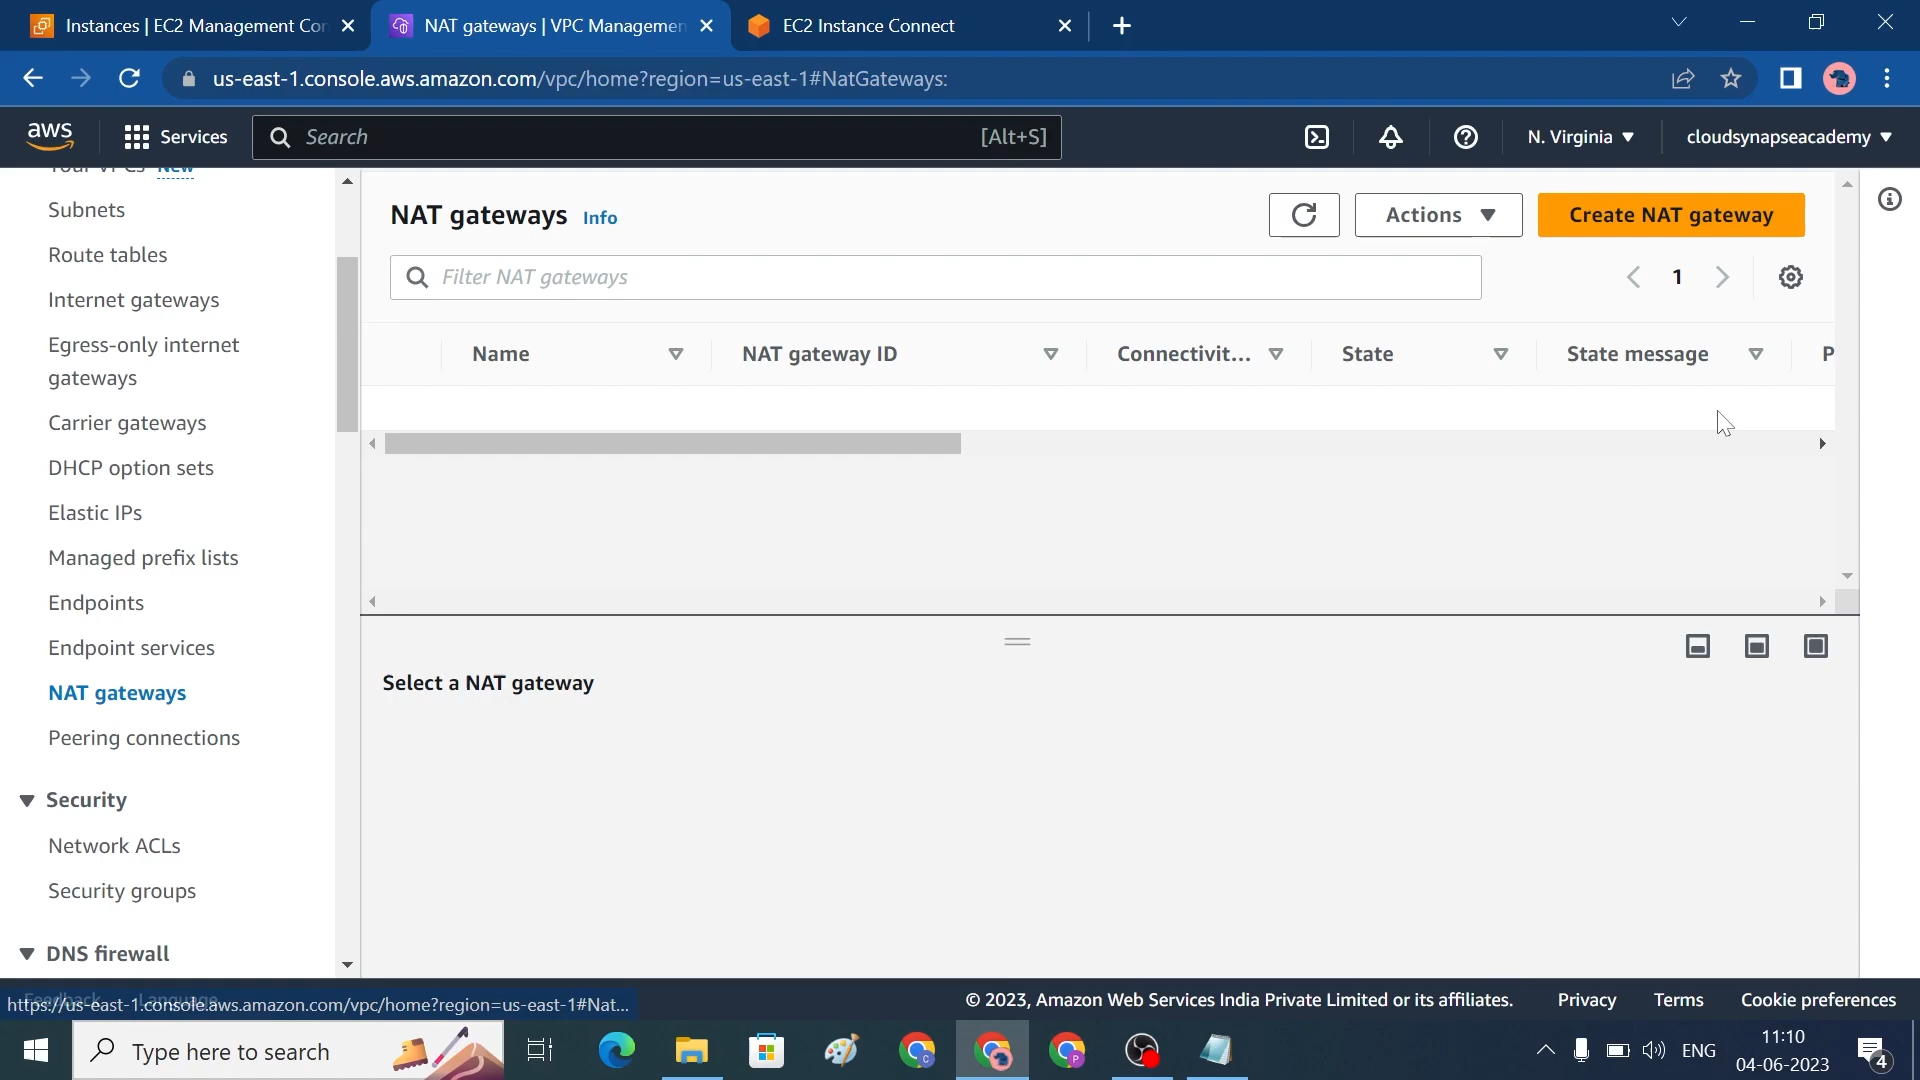 Instances | EC2 Management Con
NAT gateways | VPC Managemen
EC2 Instance Connect
us-east-1.console.aws.amazon.com/vpc/home?region=us-east-1#NatGateways:
aws
Services
Search
[Alt+S]
N. Virginia
cloudsynapseacademy
Your VPCs New
Subnets
Route tables
Internet gateways
Egress-only internet
gateways
Carrier gateways
DHCP option sets
Elastic IPs
Managed prefix lists
Endpoints
Endpoint services
NAT gateways
Peering connections
Security
Network ACLs
Security groups
DNS firewall
NAT gateways Info
Actions
Create NAT gateway
Filter NAT gateways
1
Name
NAT gateway ID
Connectivit...
State
State message
P
Select a NAT gateway
Feedback Language
https://us-east-1.console.aws.amazon.com/vpc/home?region=us-east-1#Nat...
© 2023, Amazon Web Services India Private Limited or its affiliates.
Privacy
Terms
Cookie preferences
Type here to search
C
P
ENG
11:10
04-06-2023
4